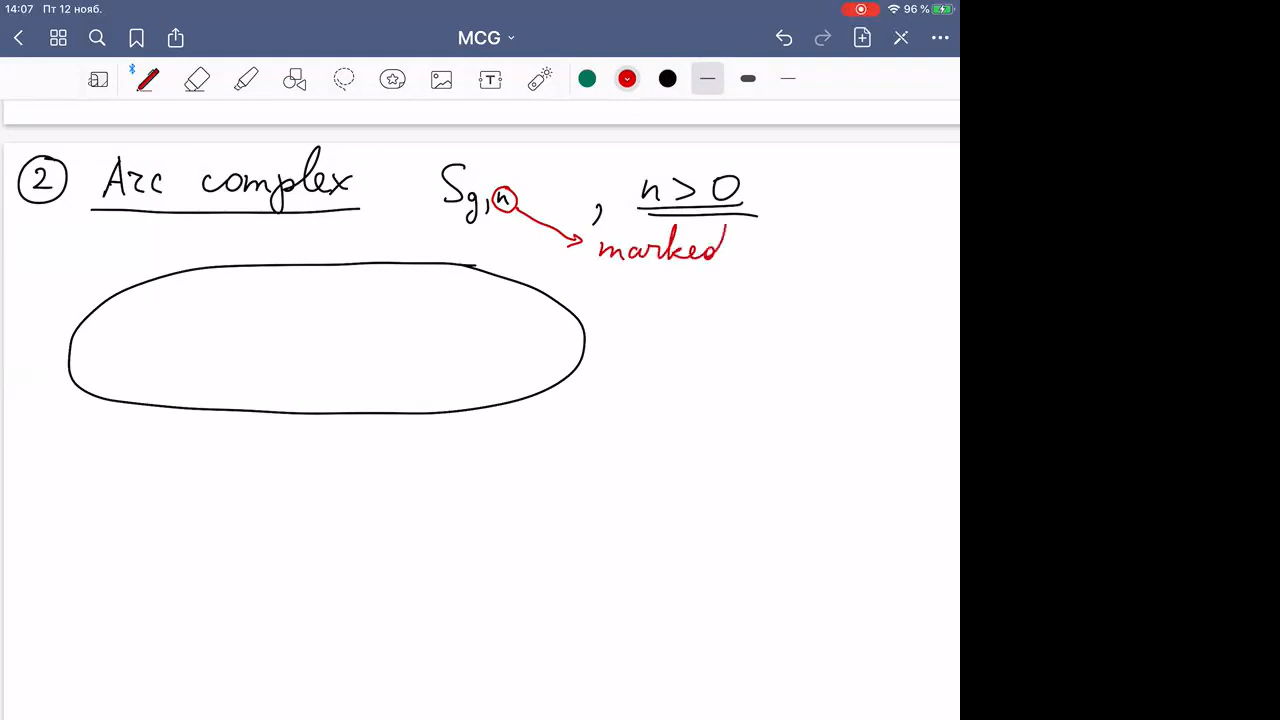 14:07 Пт 12 нояб. 96 %
MCG
T
2 Arc complex S_{g,n} , n > 0
marked